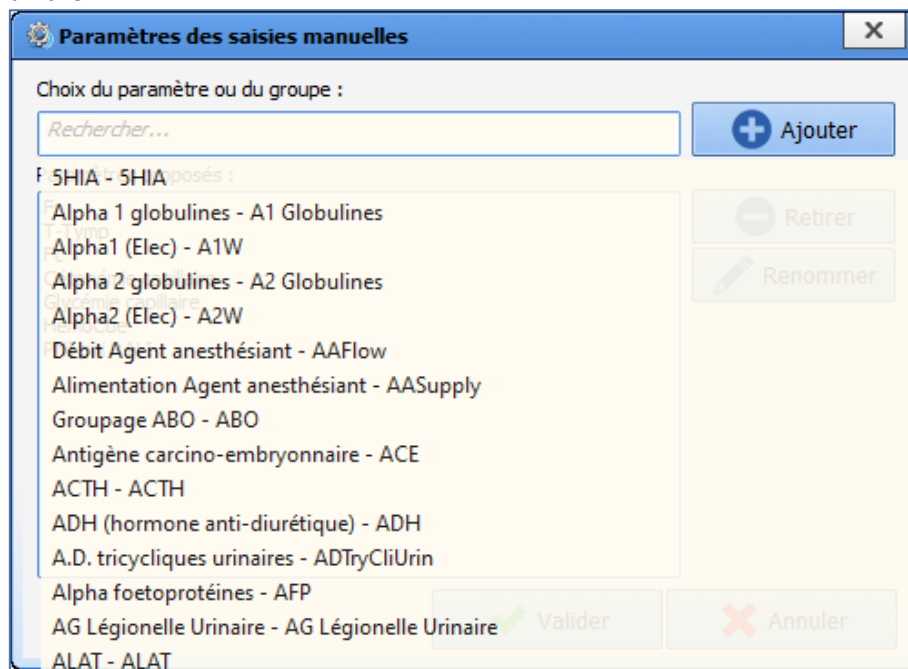 Paramètres des saisies manuelles
Choix du paramètre ou du groupe :
Rechercher...
Ajouter
5HIA - 5HIA
Alpha 1 globulines - A1 Globulines
Retirer
Alpha1 (Elec) - A1W
Alpha 2 globulines - A2 Globulines
Renommer
Glycémie capillaire
Alpha2 (Elec) - A2W
HemoCue
Débit Agent anesthésiant - AAFlow
Alimentation Agent anesthésiant - AASupply
Groupage ABO - ABO
Antigène carcino-embryonnaire - ACE
ACTH - ACTH
ADH (hormone anti-diurétique) - ADH
A.D. tricycliques urinaires - ADTryCliUrin
Alpha foetoprotéines - AFP
AG Légionelle Urinaire - AG Légionelle Urinaire
Valider
Annuler
ALAT - ALAT